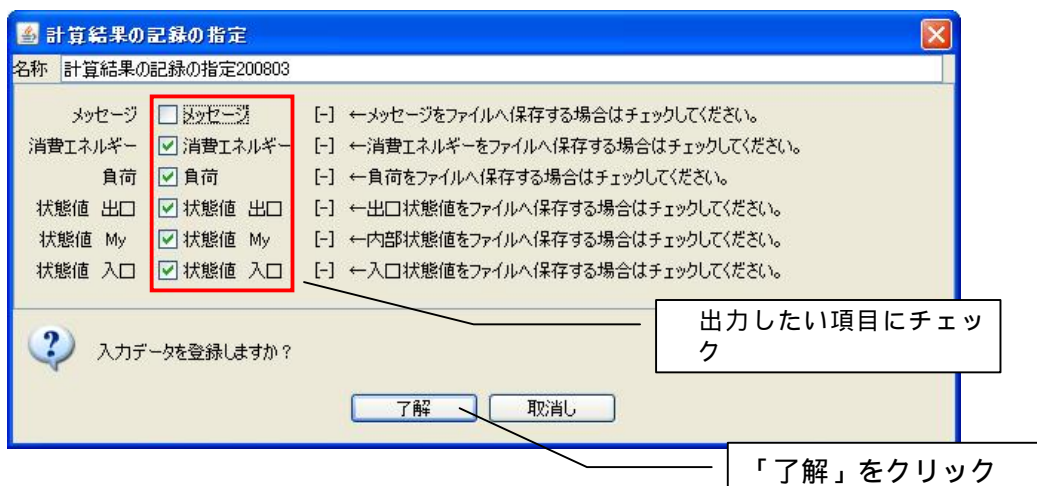 計算結果の記録の指定
名称 計算結果の記録の指定200803
メッセージ メッセージ [-] ←メッセージをファイルへ保存する場合はチェックしてください。
消費エネルギー 消費エネルギー [-] ←消費エネルギーをファイルへ保存する場合はチェックしてください。
負荷 負荷 [-] ←負荷をファイルへ保存する場合はチェックしてください。
状態値 出口 状態値 出口 [-] ←出口状態値をファイルへ保存する場合はチェックしてください。
状態値 My 状態値 My [-] ←内部状態値をファイルへ保存する場合はチェックしてください。
状態値 入口 状態値 入口 [-] ←入口状態値をファイルへ保存する場合はチェックしてください。
出力したい項目にチェッ
ク
入力データを登録しますか？
了解 取消し
「了解」をクリック